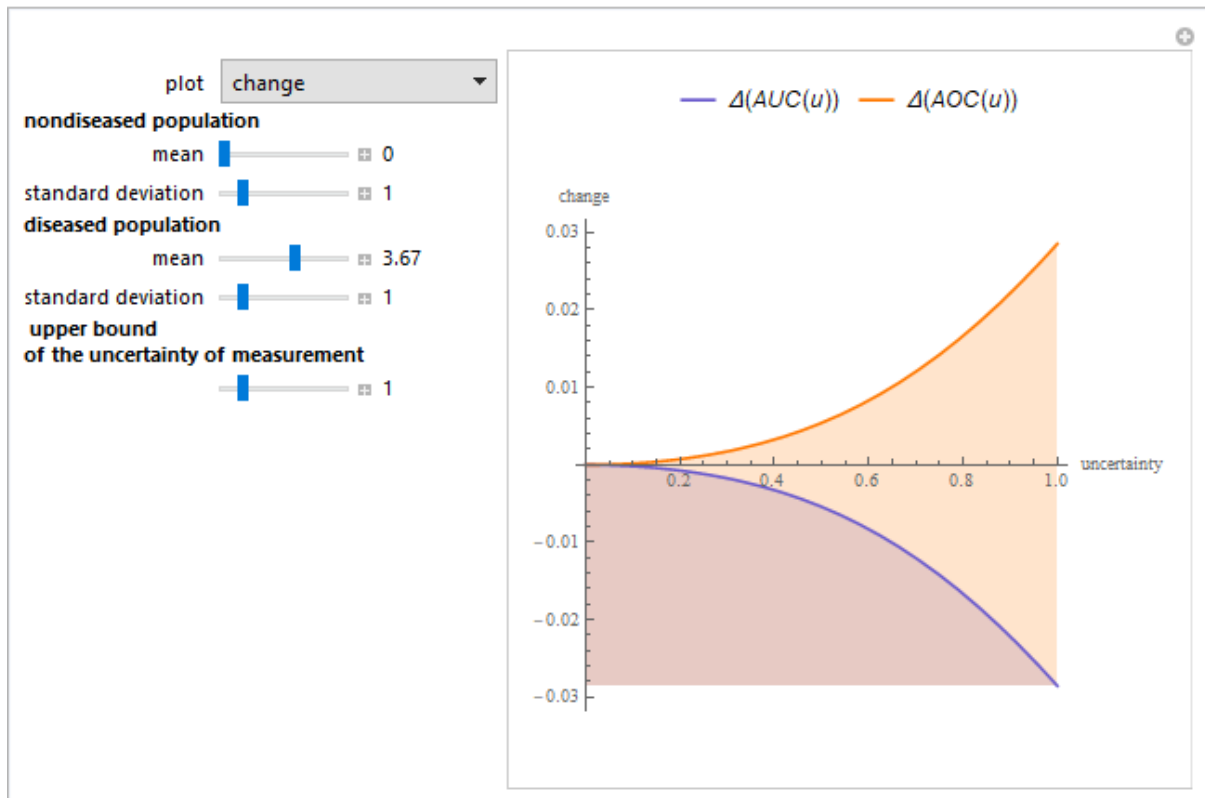 plot change
nondiseased population
mean 0
standard deviation 1
diseased population
mean 3.67
standard deviation 1
upper bound
of the uncertainty of measurement
1
Δ(AUC(u)) Δ(AOC(u))
change
0.03
0.02
0.01
uncertainty
0.2 0.4 0.6 0.8 1.0
−0.01
−0.02
−0.03